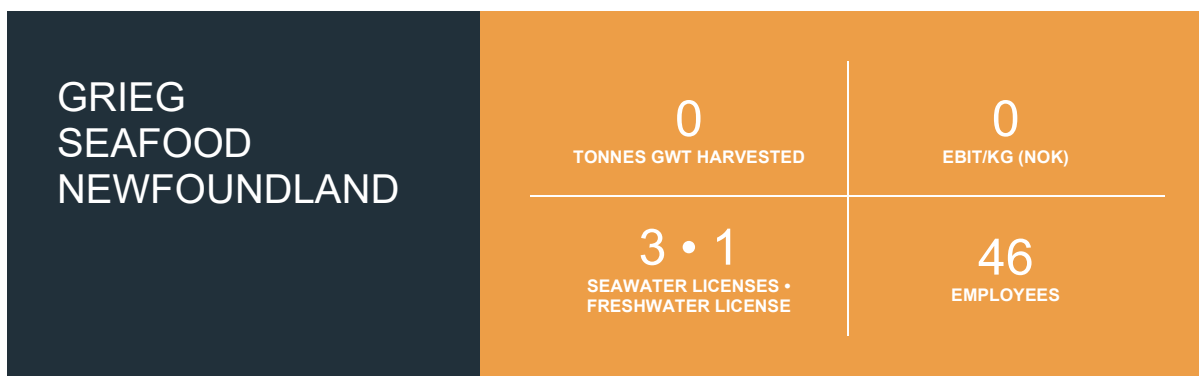 GRIEG
SEAFOOD
NEWFOUNDLAND
0
TONNES GWT HARVESTED
0
EBIT/KG (NOK)
3 • 1
SEAWATER LICENSES •
FRESHWATER LICENSE
46
EMPLOYEES